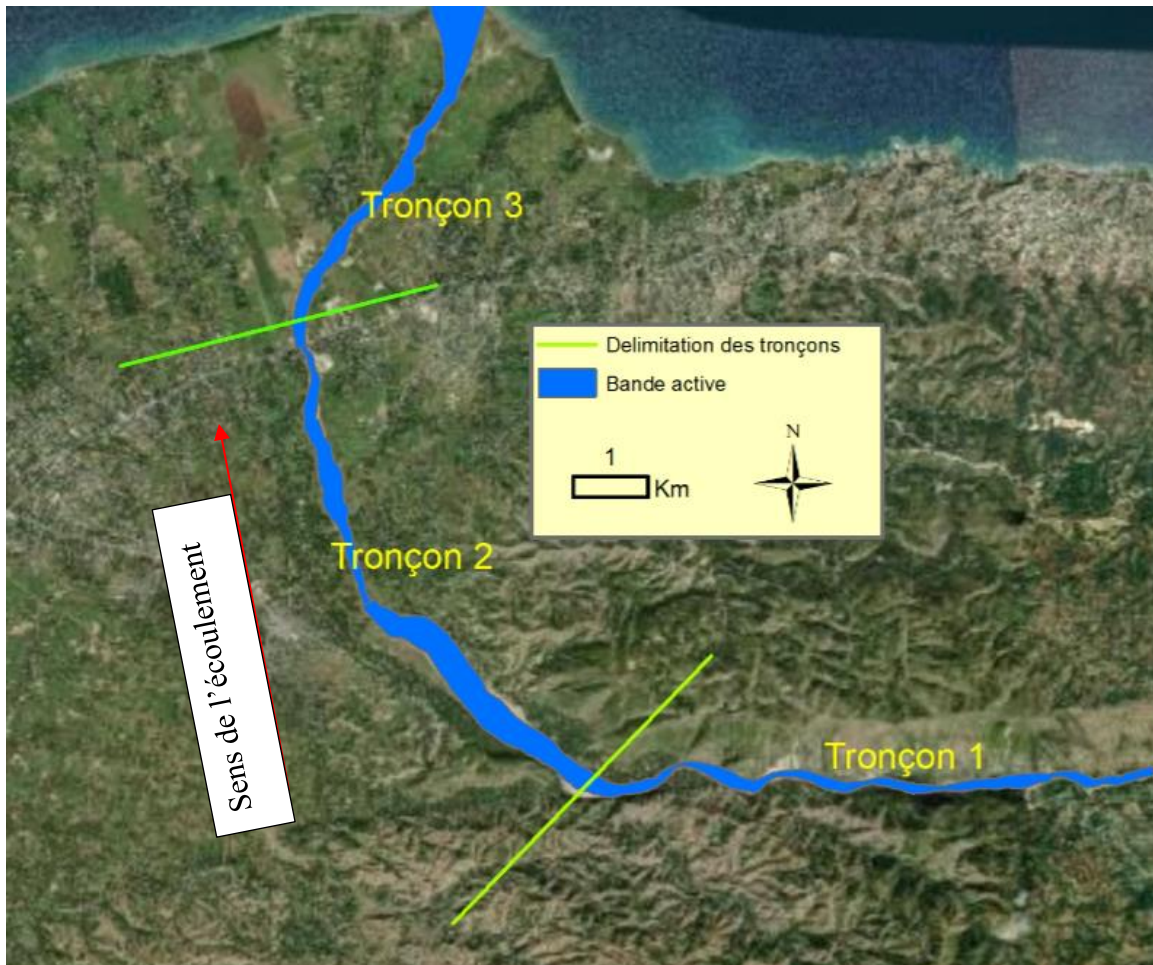 Tronçon 3
Delimitation des tronçons
Bande active
N
1
Km
Tronçon 2
Sens de l'écoulement
Tronçon 1